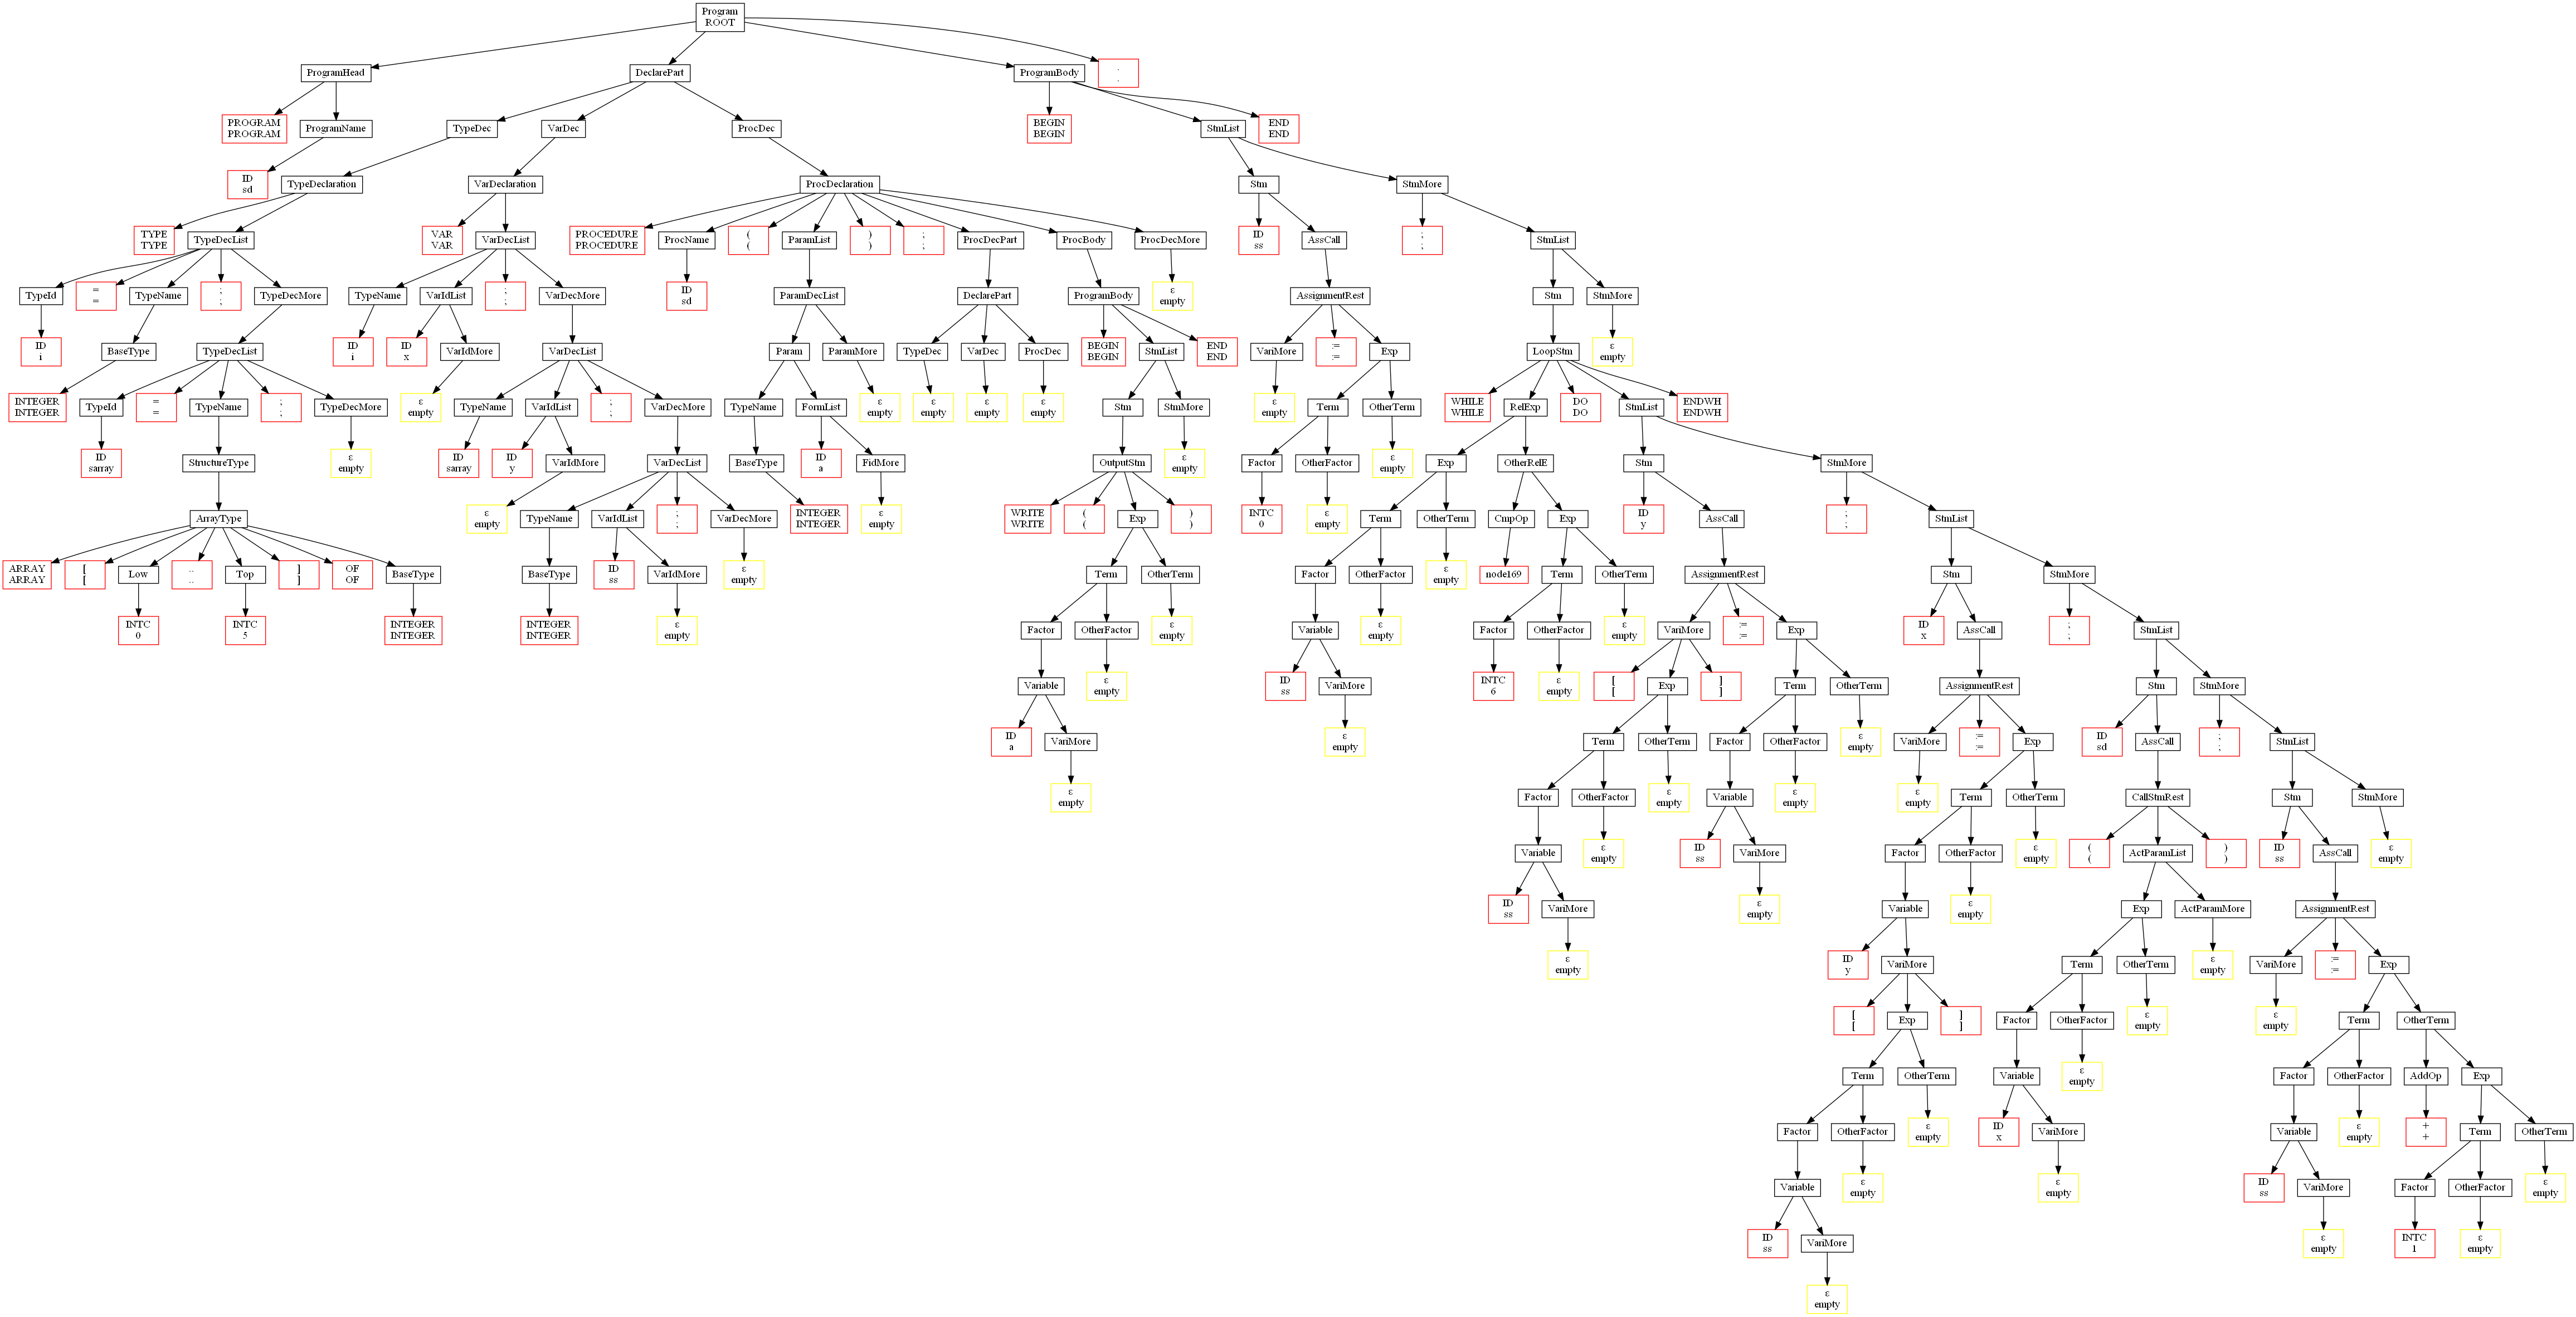 Program ROOT
ProgramHead DeclarePart ProgramBody . .
PROGRAM PROGRAM ProgramName TypeDec VarDec ProcDec BEGIN BEGIN StmList END END
ID sd TypeDeclaration VarDeclaration ProcDeclaration Stm StmMore
TYPE TYPE TypeDecList VAR VAR VarDecList PROCEDURE PROCEDURE ProcName ( ( ParamList ) ) ; ; ProcDecPart ProcBody ProcDecMore ID ss AssCall ; ; StmList
TypeId = = TypeName ; ; TypeDecMore TypeName VarIdList ; ; VarDecMore ID sd ParamDecList DeclarePart ProgramBody ε empty AssignmentRest Stm StmMore
ID i BaseType TypeDecList ID i ID x VarIdMore VarDecList Param ParamMore TypeDec VarDec ProcDec BEGIN BEGIN StmList END END VariMore := := Exp LoopStm ε empty
INTEGER INTEGER TypeId = = TypeName ; ; TypeDecMore ε empty TypeName VarIdList ; ; VarDecMore TypeName FormList ε empty ε empty ε empty ε empty Stm StmMore ε empty Term OtherTerm WHILE WHILE RelExp DO DO StmList ENDWH ENDWH
ID sarray StructureType ε empty ID sarray ID y VarIdMore VarDecList BaseType ID a FidMore OutputStm ε empty Factor OtherFactor ε empty Exp OtherRelE Stm StmMore
ArrayType ε empty TypeName VarIdList ; ; VarDecMore INTEGER INTEGER ε empty WRITE WRITE ( ( Exp ) ) INTC 0 ε empty Term OtherTerm CmpOp Exp ID y AssCall ; ; StmList
ARRAY ARRAY [ [ Low .. .. Top ] ] OF OF BaseType BaseType ID ss VarIdMore ε empty Term OtherTerm Factor OtherFactor ε empty node169 Term OtherTerm AssignmentRest Stm StmMore
INTC 0 INTC 5 INTEGER INTEGER INTEGER INTEGER ε empty Factor OtherFactor ε empty Variable ε empty Factor OtherFactor ε empty VariMore := := Exp ID x AssCall ; ; StmList
Variable ε empty ID ss VariMore INTC 6 ε empty [ [ Exp ] ] Term OtherTerm AssignmentRest Stm StmMore
ID a VariMore ε empty Term OtherTerm Factor OtherFactor ε empty VariMore := := Exp ID sd AssCall ; ; StmList
ε empty Factor OtherFactor ε empty Variable ε empty ε empty Term OtherTerm CallStmRest Stm StmMore
Variable ε empty ID ss VariMore Factor OtherFactor ε empty ( ( ActParamList ) ) ID ss AssCall ε empty
ID ss VariMore ε empty Variable ε empty Exp ActParamMore AssignmentRest
ε empty ID y VariMore Term OtherTerm ε empty VariMore := := Exp
[ [ Exp ] ] Factor OtherFactor ε empty ε empty Term OtherTerm
Term OtherTerm Variable ε empty Factor OtherFactor AddOp Exp
Factor OtherFactor ε empty ID x VariMore Variable ε empty + + Term OtherTerm
Variable ε empty ε empty ID ss VariMore Factor OtherFactor ε empty
ID ss VariMore ε empty INTC 1 ε empty
ε empty